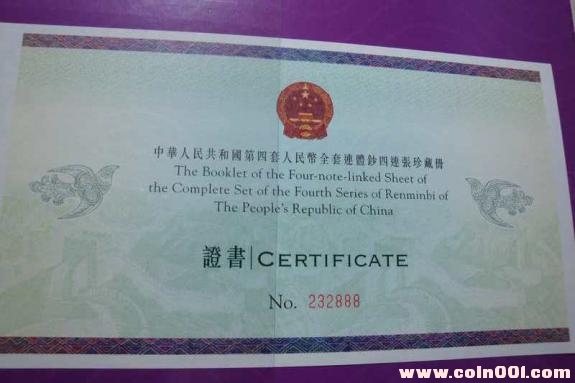 中華人民共和國第四套人民幣全套連體鈔四連張珍藏冊
The Booklet of the Four-note-linked Sheet of
the Complete Set of the Fourth Series of Renminbi of
The People's Republic of China
證書|CERTIFICATE
No. 232888
www.coin001.com